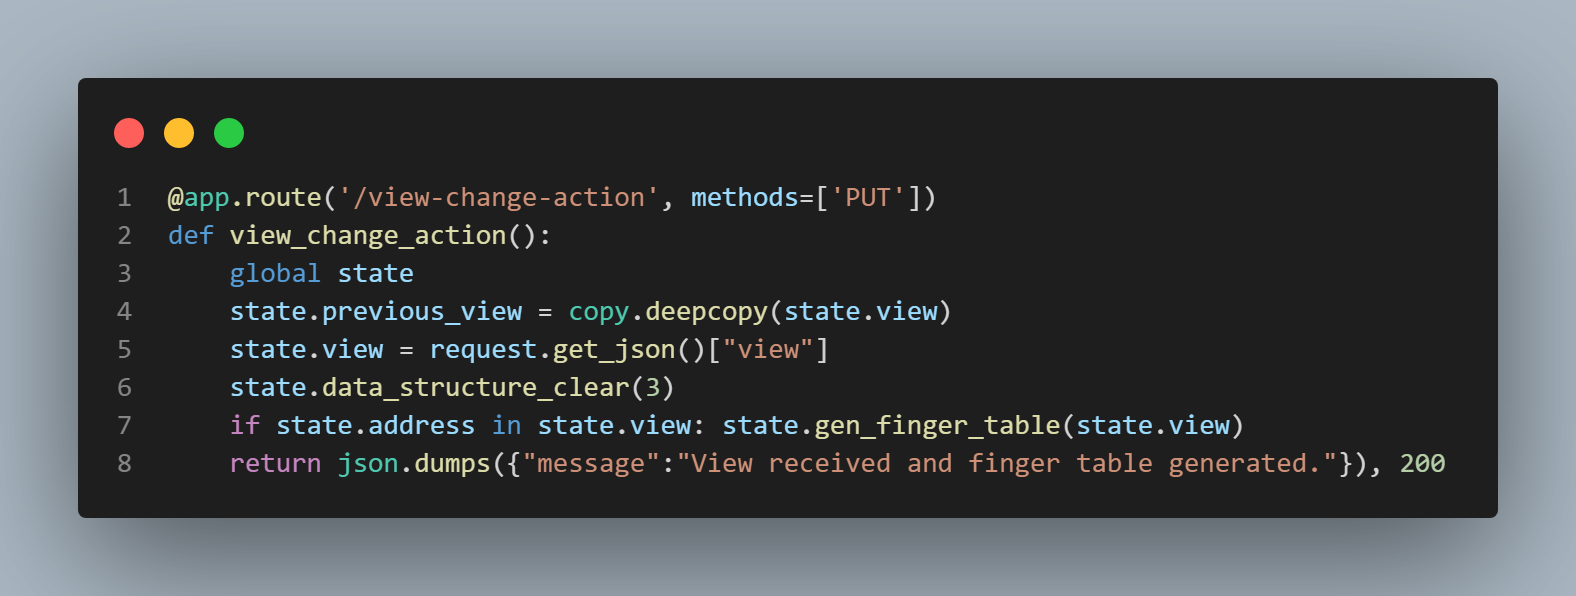 1 @app.route('/view-change-action', methods=['PUT'])
2 def view_change_action():
3     global state
4     state.previous_view = copy.deepcopy(state.view)
5     state.view = request.get_json()["view"]
6     state.data_structure_clear(3)
7     if state.address in state.view: state.gen_finger_table(state.view)
8     return json.dumps({"message":"View received and finger table generated."}), 200